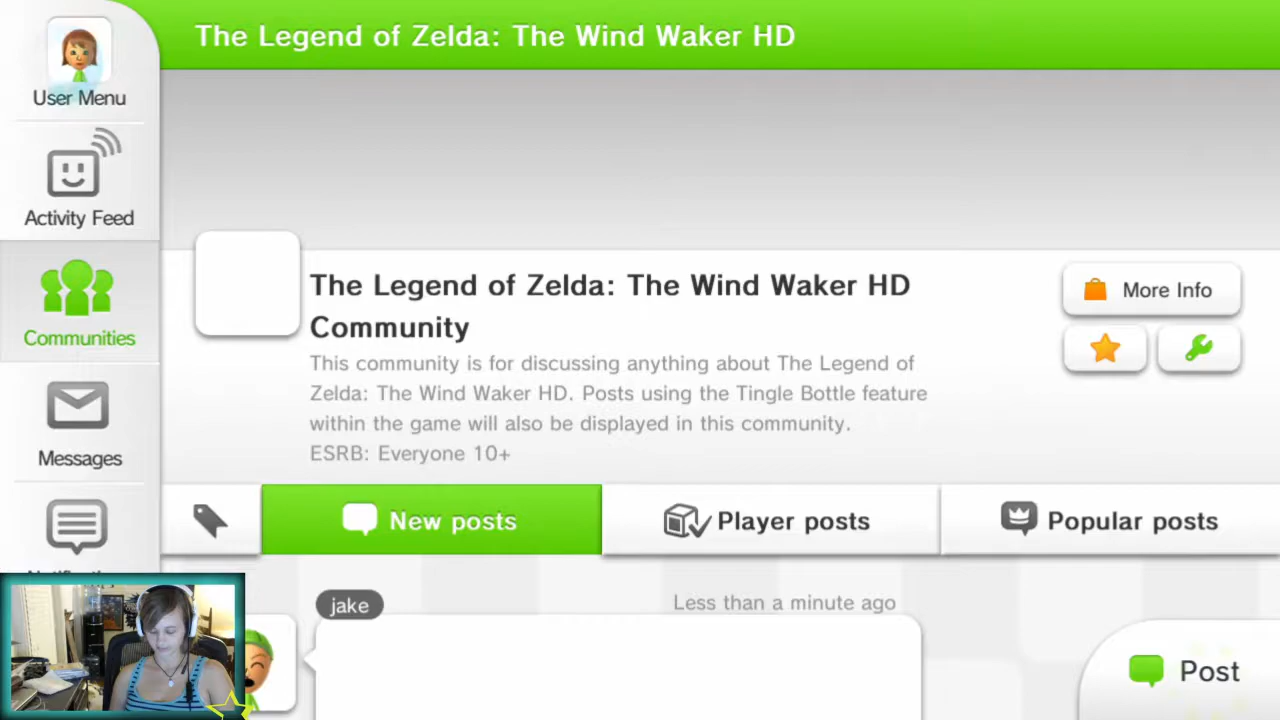 The Legend of Zelda: The Wind Waker HD
User Menu
Activity Feed
Communities
Messages
The Legend of Zelda: The Wind Waker HD
Community
This community is for discussing anything about The Legend of
Zelda: The Wind Waker HD. Posts using the Tingle Bottle feature
within the game will also be displayed in this community.
ESRB: Everyone 10+
More Info
New posts
Player posts
Popular posts
jake
Less than a minute ago
Post